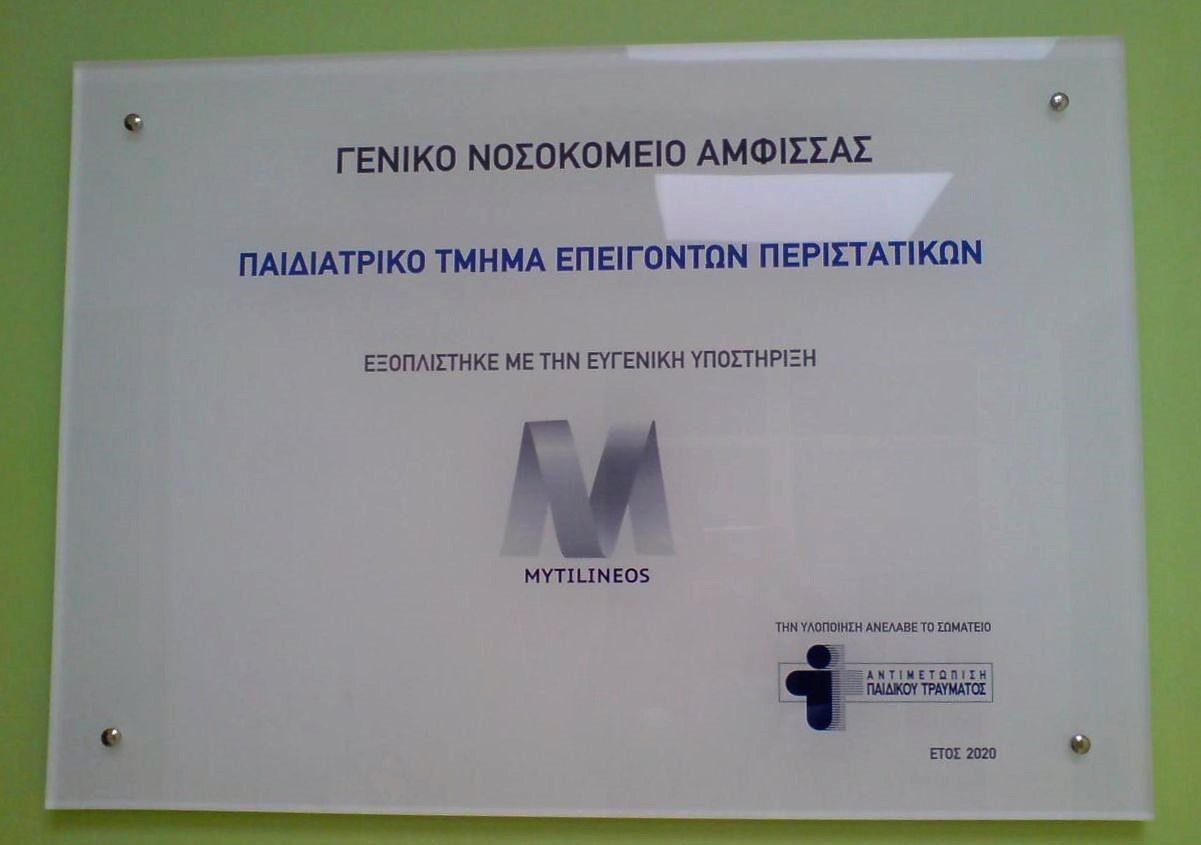 ΓΕΝΙΚΟ ΝΟΣΟΚΟΜΕΙΟ ΑΜΦΙΣΣΑΣ
ΠΑΙΔΙΑΤΡΙΚΟ ΤΜΗΜΑ ΕΠΕΙΓΟΝΤΩΝ ΠΕΡΙΣΤΑΤΙΚΩΝ
ΕΞΟΠΛΙΣΤΗΚΕ ΜΕ ΤΗΝ ΕΥΓΕΝΙΚΗ ΥΠΟΣΤΗΡΙΞΗ
MYTILINEOS
ΤΗΝ ΥΛΟΠΟΙΗΣΗ ΑΝΕΛΑΒΕ ΤΟ ΣΩΜΑΤΕΙΟ
ΑΝΤΙΜΕΤΩΠΙΣΗ
ΠΑΙΔΙΚΟΥ ΤΡΑΥΜΑΤΟΣ
ΕΤΟΣ 2020